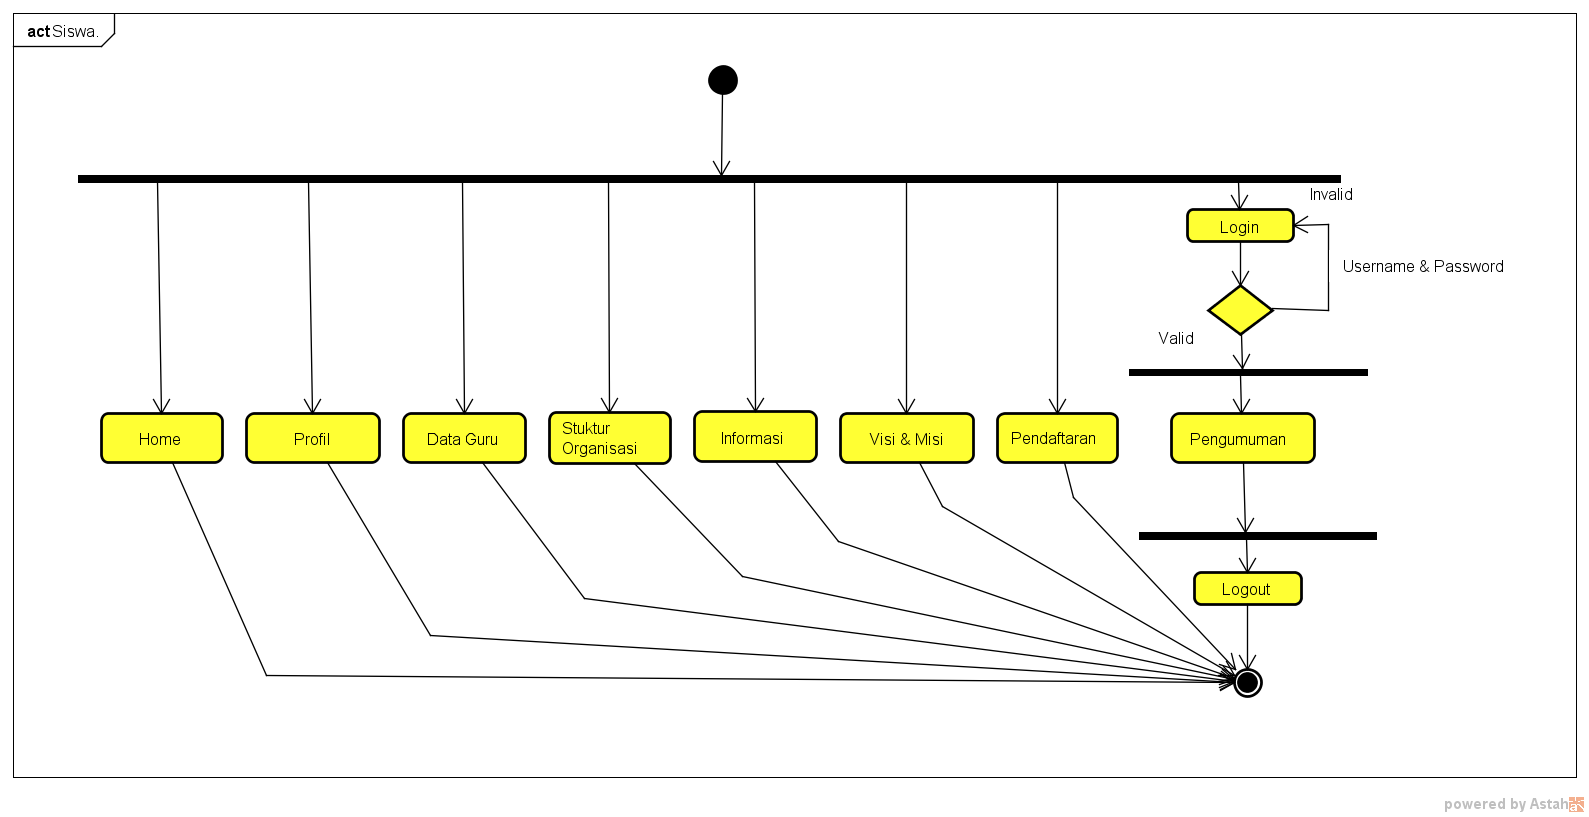 act Siswa.
Invalid
Login
Username & Password
Valid
Home
Profil
Data Guru
Stuktur
Organisasi
Informasi
Visi & Misi
Pendaftaran
Pengumuman
Logout
powered by Astah